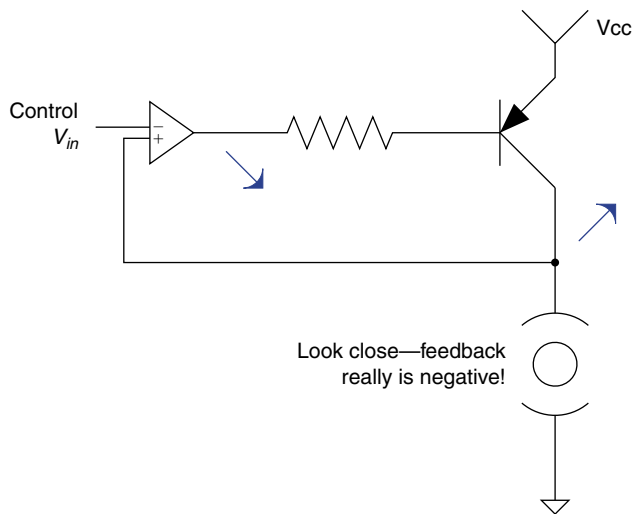 Vcc
Control
Vin
−
+
Look close—feedback
really is negative!